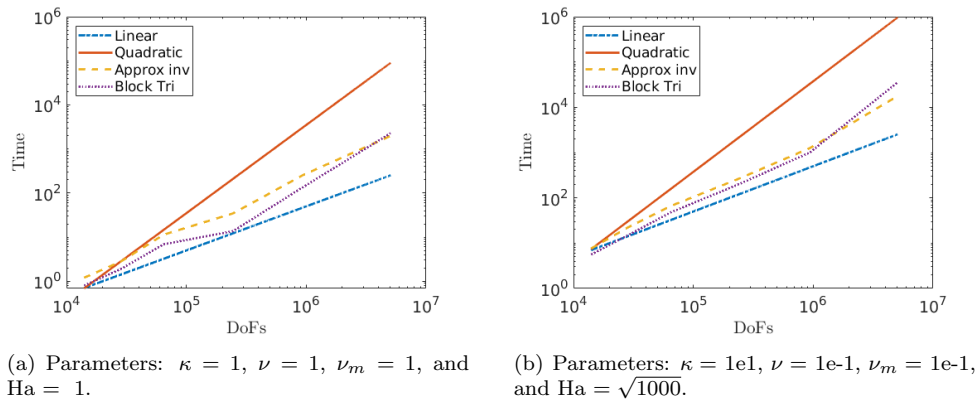 10^6
10^4
10^2
10^0
Time
Linear
Quadratic
Approx inv
Block Tri
10^4 10^5 10^6 10^7
DoFs
10^6
10^4
10^2
10^0
Time
Linear
Quadratic
Approx inv
Block Tri
10^4 10^5 10^6 10^7
DoFs
(a) Parameters: κ = 1, ν = 1, ν_m = 1, and
Ha = 1.
(b) Parameters: κ = 1e1, ν = 1e-1, ν_m = 1e-1,
and Ha = √1000.